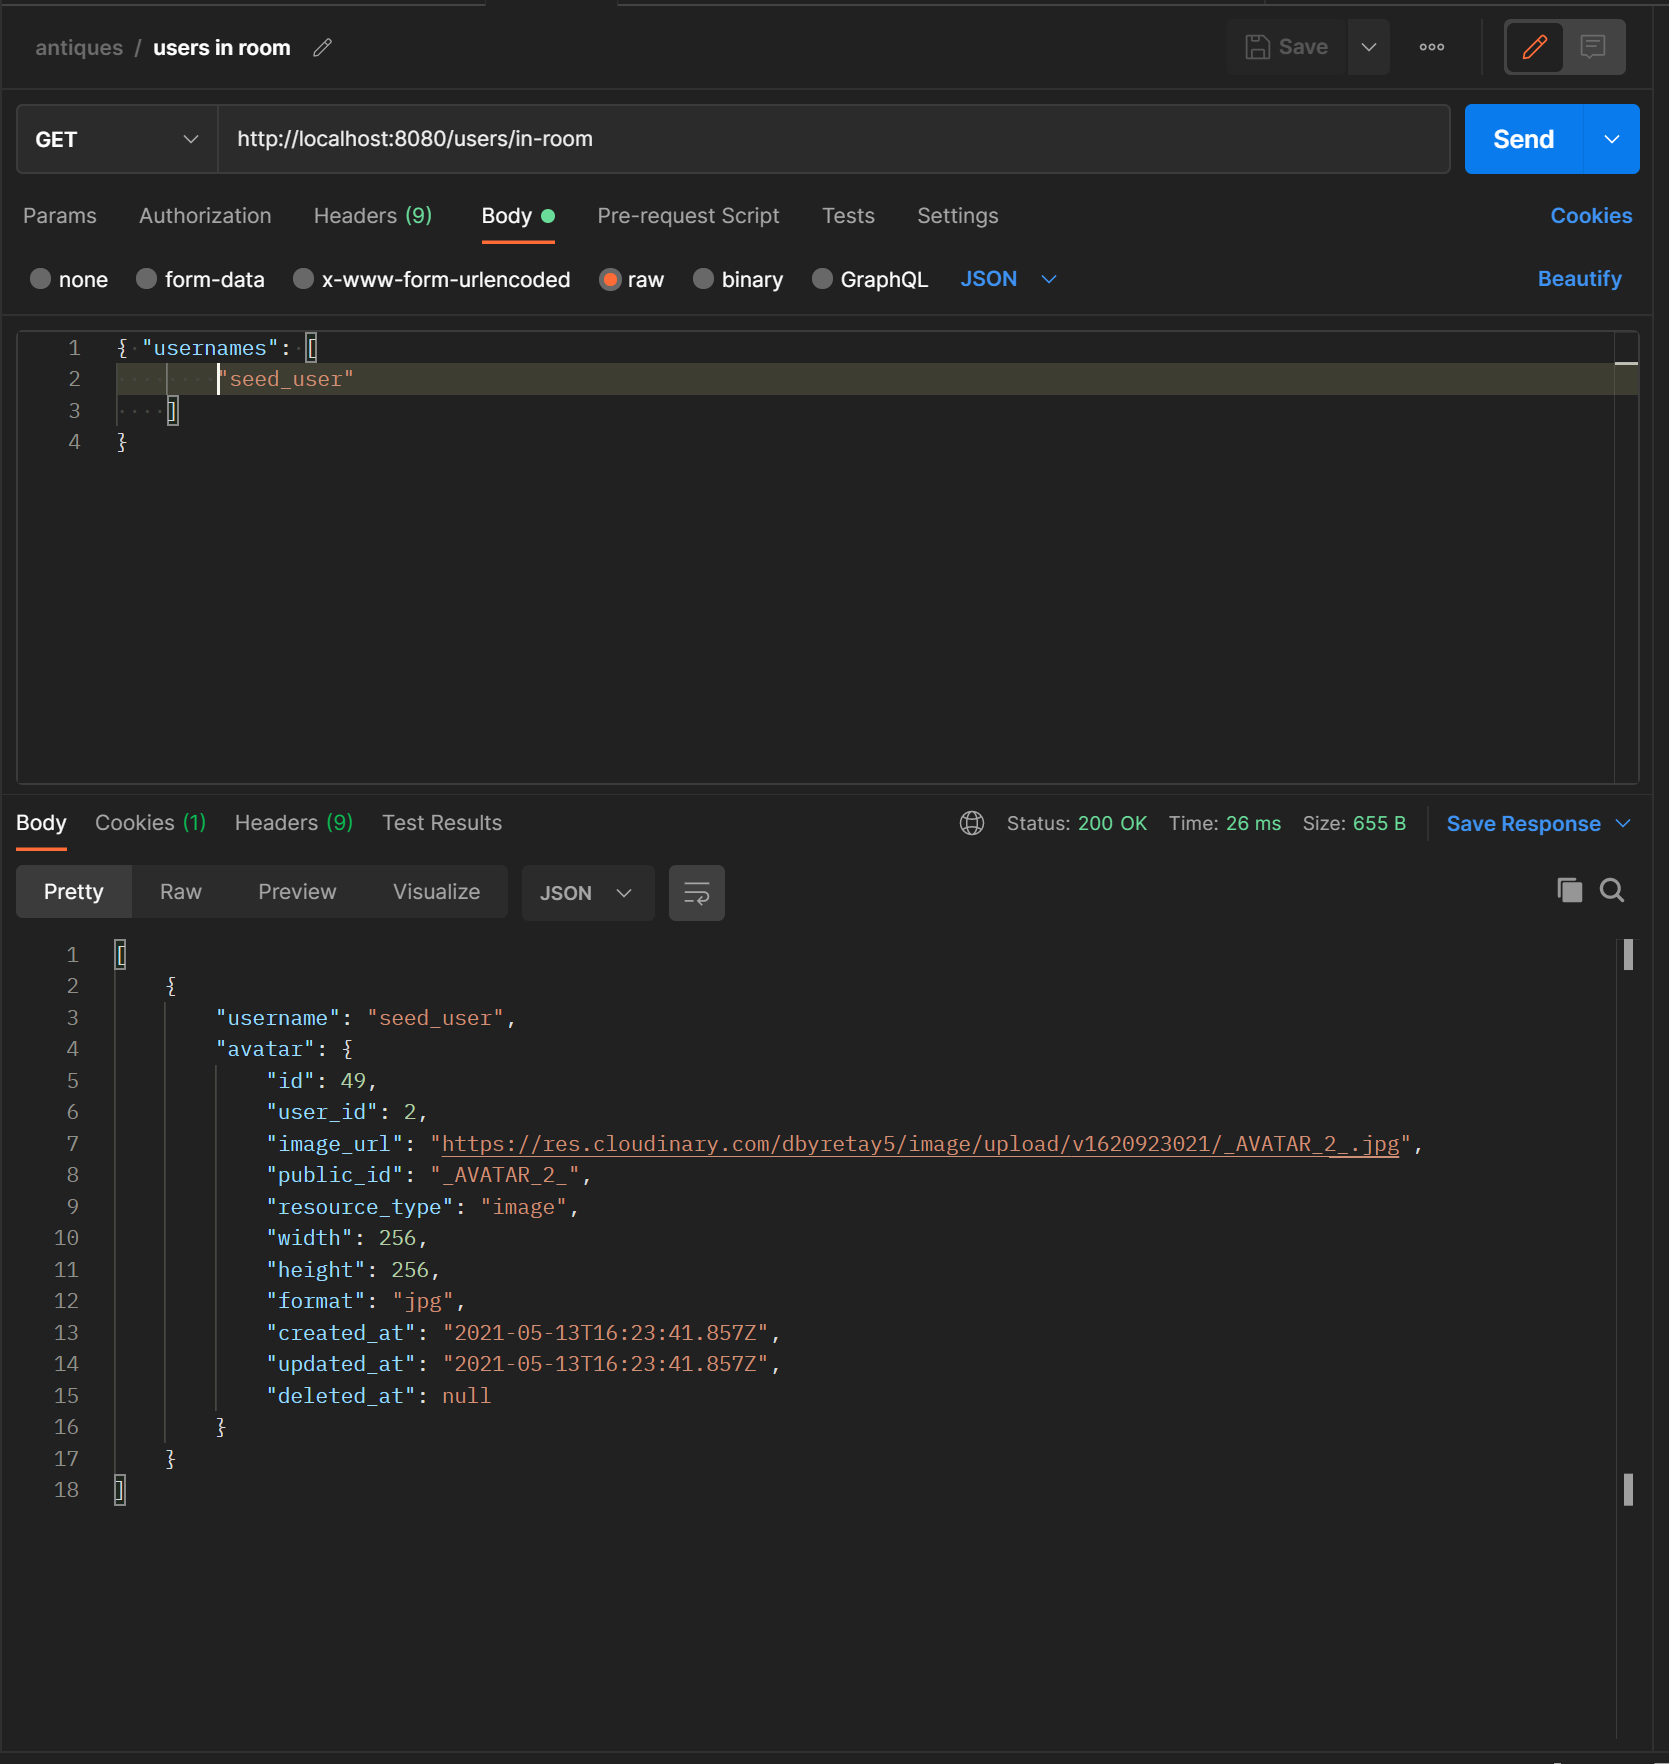 antiques / users in room
Save
GET http://localhost:8080/users/in-room Send
Params Authorization Headers (9) Body Pre-request Script Tests Settings Cookies
none form-data x-www-form-urlencoded raw binary GraphQL JSON Beautify
1 { "usernames": [
2 "seed_user"
3 ]
4 }
Body Cookies (1) Headers (9) Test Results Status: 200 OK Time: 26 ms Size: 655 B Save Response
Pretty Raw Preview Visualize JSON
1 [
2 {
3 "username": "seed_user",
4 "avatar": {
5 "id": 49,
6 "user_id": 2,
7 "image_url": "https://res.cloudinary.com/dbyretay5/image/upload/v1620923021/_AVATAR_2_.jpg",
8 "public_id": "_AVATAR_2_",
9 "resource_type": "image",
10 "width": 256,
11 "height": 256,
12 "format": "jpg",
13 "created_at": "2021-05-13T16:23:41.857Z",
14 "updated_at": "2021-05-13T16:23:41.857Z",
15 "deleted_at": null
16 }
17 }
18 ]